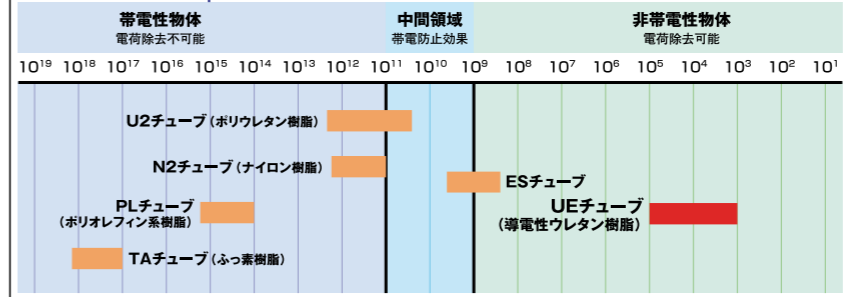 帯電性物体 中間領域 非帯電性物体
電荷除去不可能 帯電防止効果 電荷除去可能
10¹⁹ 10¹⁸ 10¹⁷ 10¹⁶ 10¹⁵ 10¹⁴ 10¹³ 10¹² 10¹¹ 10¹⁰ 10⁹ 10⁸ 10⁷ 10⁶ 10⁵ 10⁴ 10³ 10² 10¹
U2チューブ(ポリウレタン樹脂)
N2チューブ(ナイロン樹脂)
ESチューブ
PLチューブ
(ポリオレフィン系樹脂)
UEチューブ
(導電性ウレタン樹脂)
TAチューブ(ふっ素樹脂)